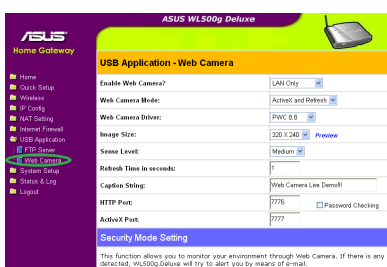 ASUS WL500g Deluxe
ASUS
Home Gateway
Home
Quick Setup
Wireless
IP Config
NAT Setting
Internet Firewall
USB Application
FTP Server
Web Camera
System Setup
Status & Log
Logout
USB Application - Web Camera
Enable Web Camera? LAN Only
Web Camera Mode: ActiveX and Refresh
Web Camera Driver: PWC 8.8
Image Size: 320 X 240 Preview
Sense Level: Medium
Refresh Time in seconds: 1
Caption String: Web Camera Live Demo!!!
HTTP Port: 7776 Password Checking
ActiveX Port: 7777
Security Mode Setting
This function allows you to monitor your environment through Web Camera. If there is any
detected, WL500g.Deluxe will try to alert you by means of e-mail.